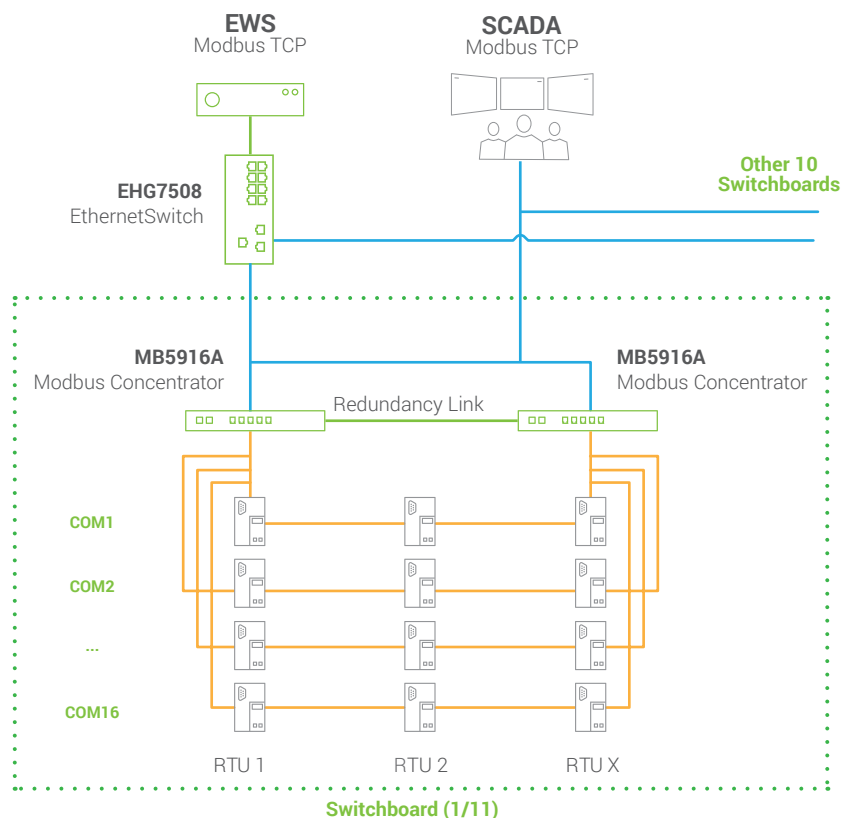 EWS
Modbus TCP
SCADA
Modbus TCP
Other 10
Switchboards
EHG7508
EthernetSwitch
MB5916A
Modbus Concentrator
MB5916A
Modbus Concentrator
Redundancy Link
COM1
COM2
...
COM16
RTU 1
RTU 2
RTU X
Switchboard (1/11)